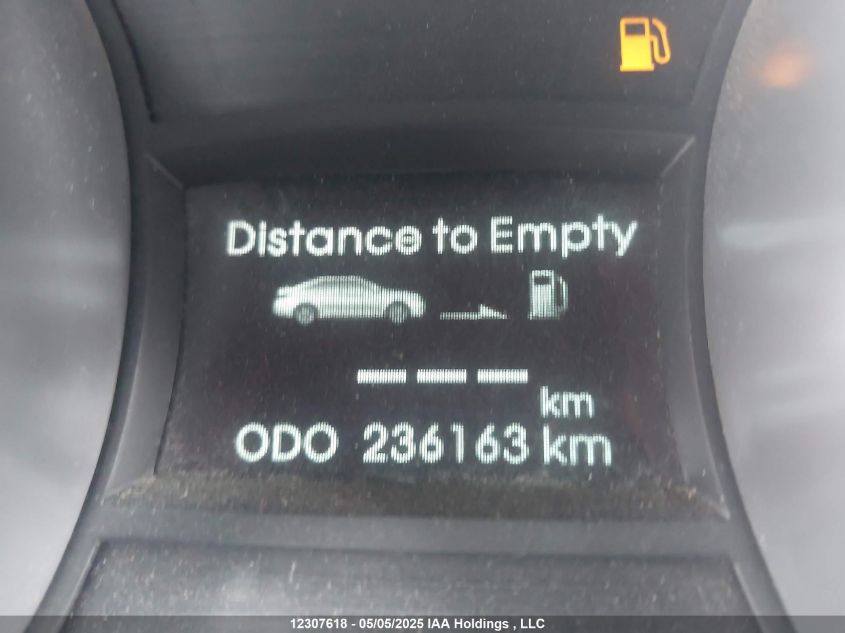 Distance to Empty
--- km
ODO 236163 km
12307618 - 05/05/2025 IAA Holdings , LLC